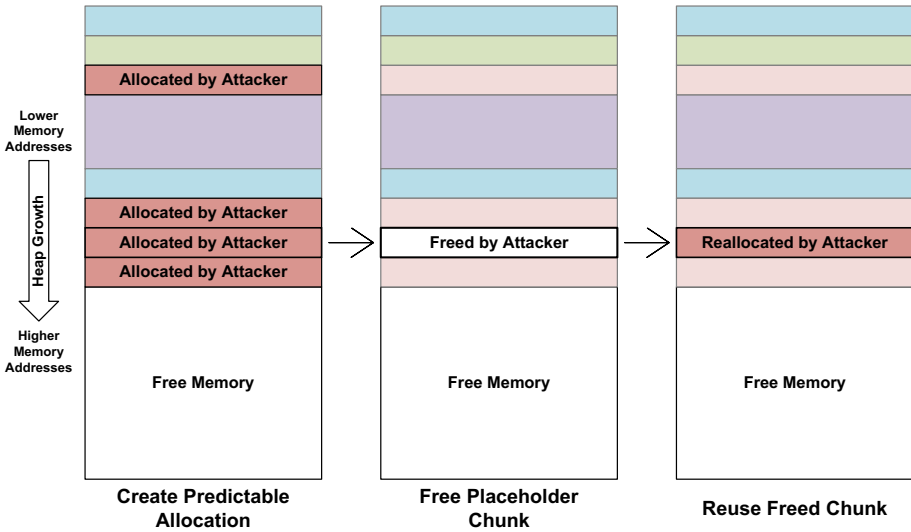 Allocated by Attacker
Lower
Memory
Addresses
Heap Growth
Higher
Memory
Addresses
Allocated by Attacker
Allocated by Attacker
Allocated by Attacker
Free Memory
Create Predictable
Allocation
Freed by Attacker
Free Memory
Free Placeholder
Chunk
Reallocated by Attacker
Free Memory
Reuse Freed Chunk